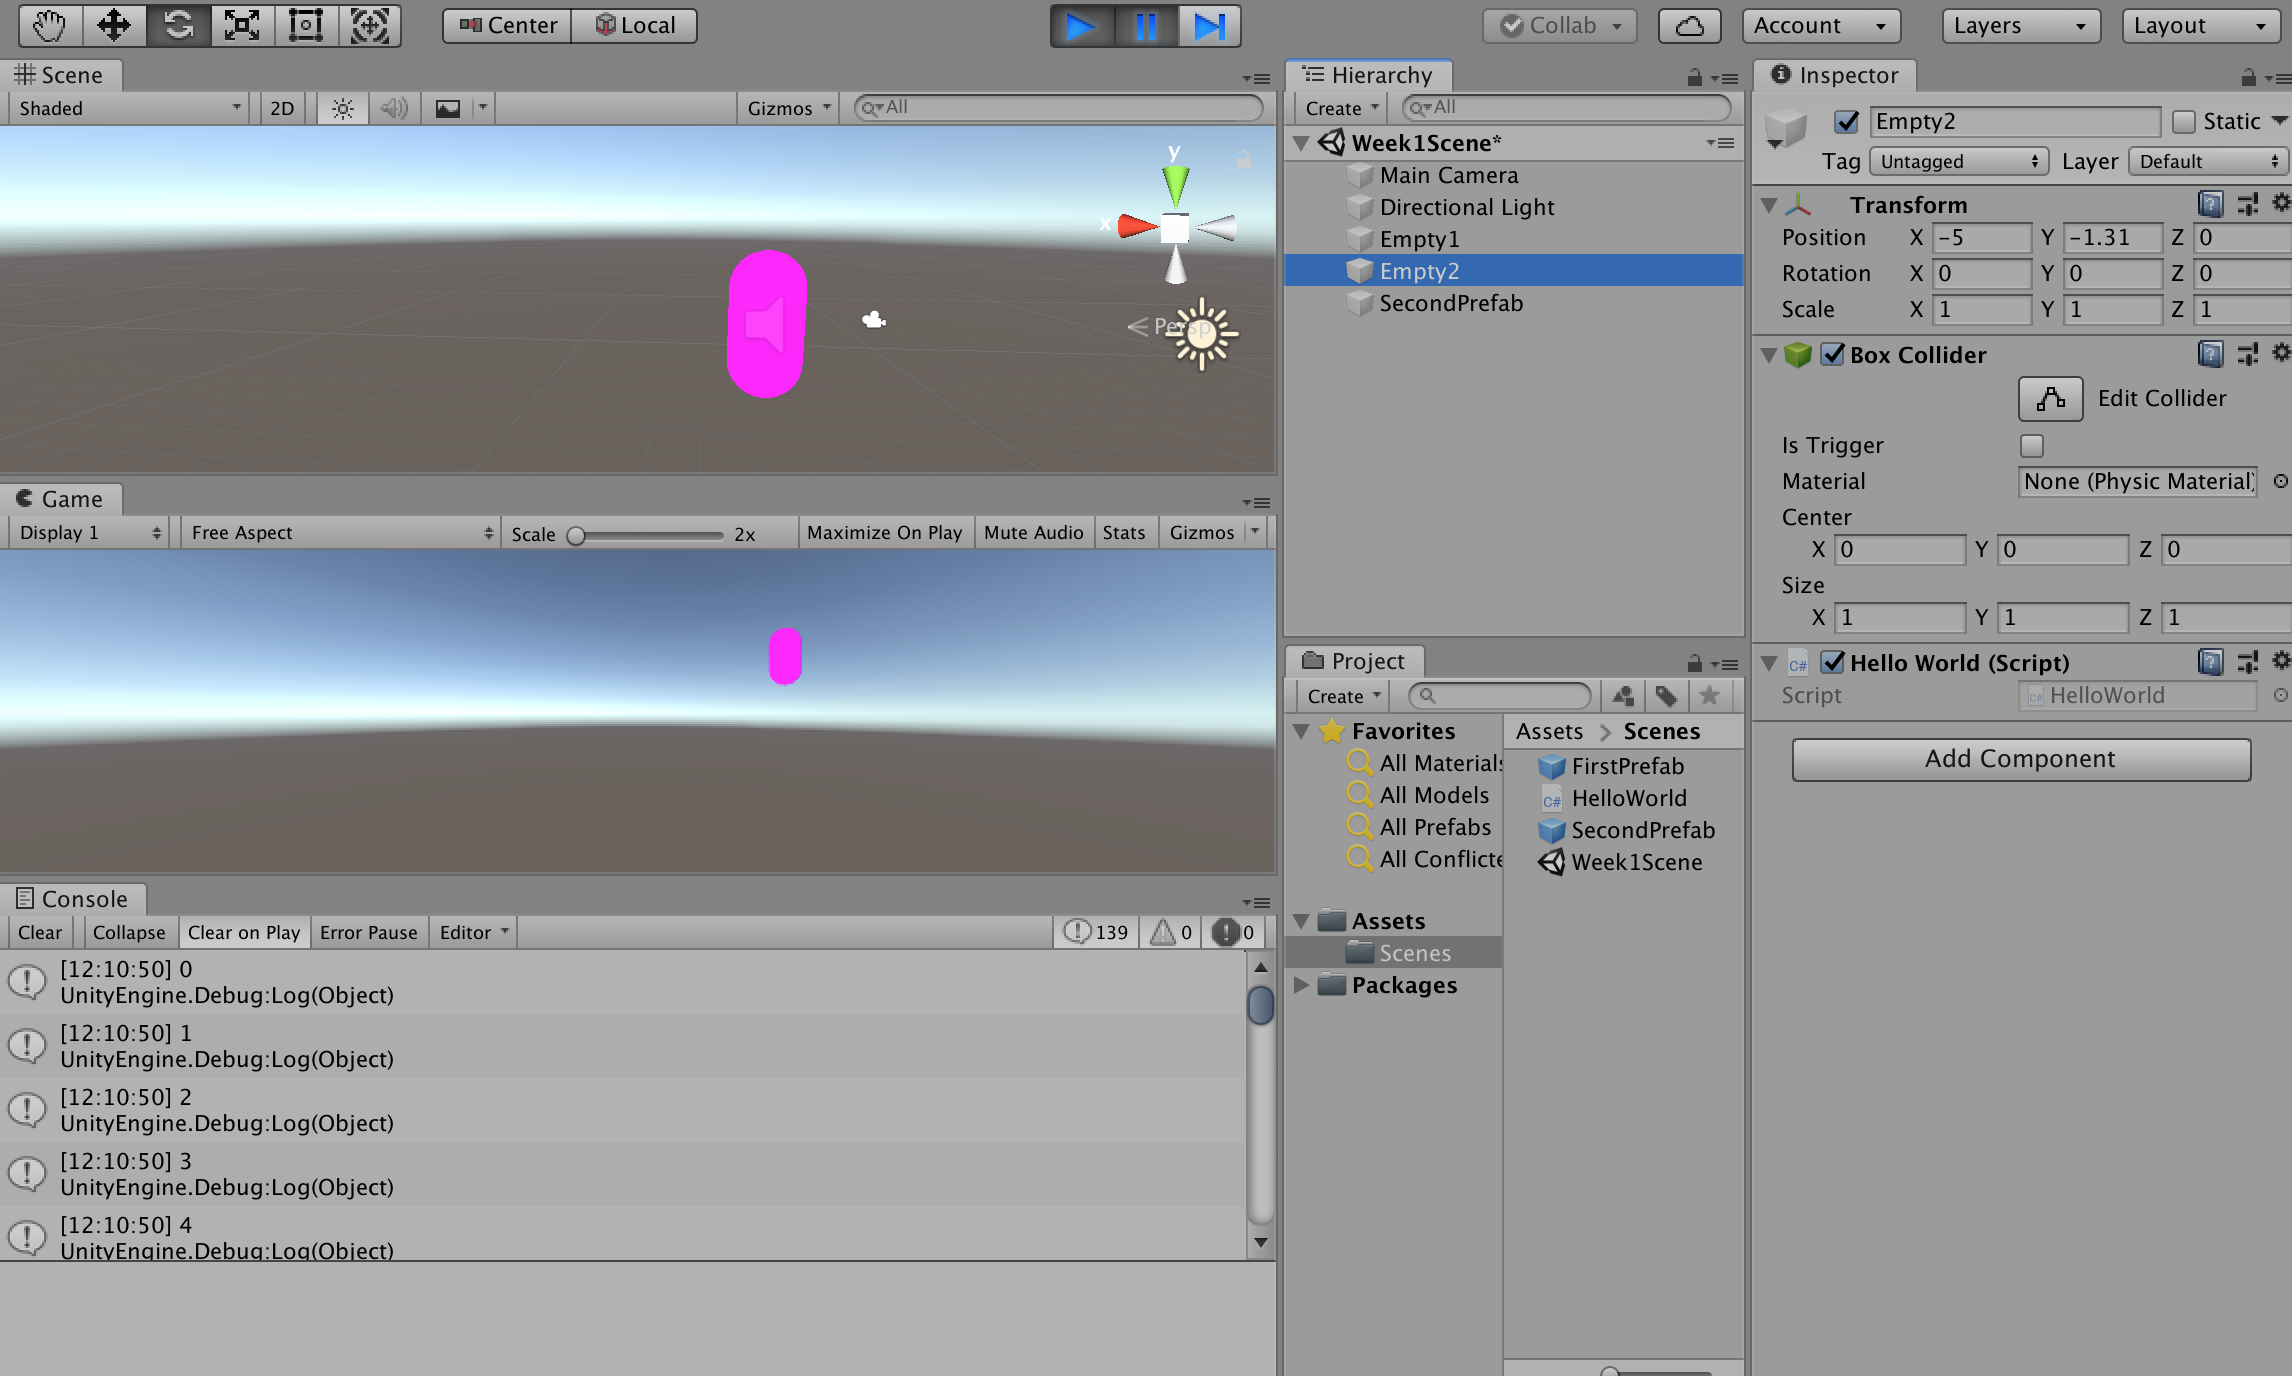 Center Local Collab Account Layers Layout
Scene
Shaded 2D Gizmos All
y
x
Persp
Game
Display 1 Free Aspect Scale 2x Maximize On Play Mute Audio Stats Gizmos
Console
Clear Collapse Clear on Play Error Pause Editor 139 0 0
[12:10:50] 0
UnityEngine.Debug:Log(Object)
[12:10:50] 1
UnityEngine.Debug:Log(Object)
[12:10:50] 2
UnityEngine.Debug:Log(Object)
[12:10:50] 3
UnityEngine.Debug:Log(Object)
[12:10:50] 4
UnityEngine.Debug:Log(Object)
Hierarchy
Create All
Week1Scene*
Main Camera
Directional Light
Empty1
Empty2
SecondPrefab
Project
Create
Favorites
All Materials
All Models
All Prefabs
All Conflicte
Assets
Scenes
Packages
Assets > Scenes
FirstPrefab
C# HelloWorld
SecondPrefab
Week1Scene
Inspector
Empty2 Static
Tag Untagged Layer Default
Transform
Position X -5 Y -1.31 Z 0
Rotation X 0 Y 0 Z 0
Scale X 1 Y 1 Z 1
Box Collider
Edit Collider
Is Trigger
Material None (Physic Material)
Center
X 0 Y 0 Z 0
Size
X 1 Y 1 Z 1
C# Hello World (Script)
Script C# HelloWorld
Add Component